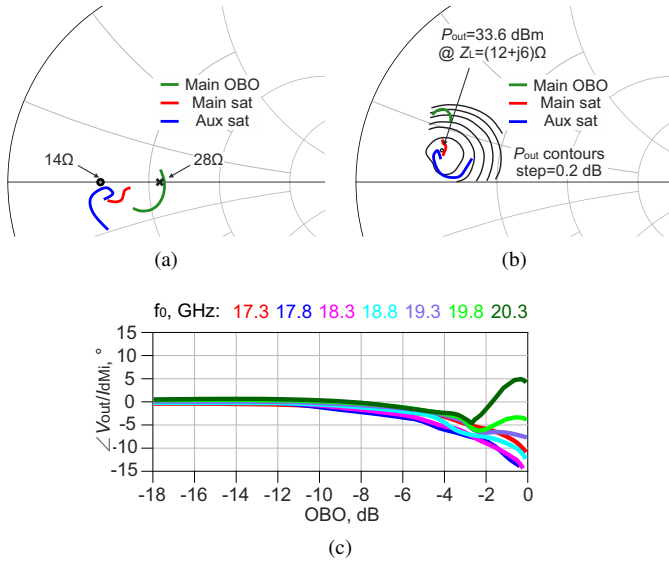 Main OBO
Main sat
Aux sat
14Ω
28Ω
(a)
Pout=33.6 dBm
@ ZL=(12+j6)Ω
Main OBO
Main sat
Aux sat
Pout contours
step=0.2 dB
(b)
f0, GHz: 17.3 17.8 18.3 18.8 19.3 19.8 20.3
∠Vout/IdMi, °
15
10
5
0
-5
-10
-15
-18 -16 -14 -12 -10 -8 -6 -4 -2 0
OBO, dB
(c)